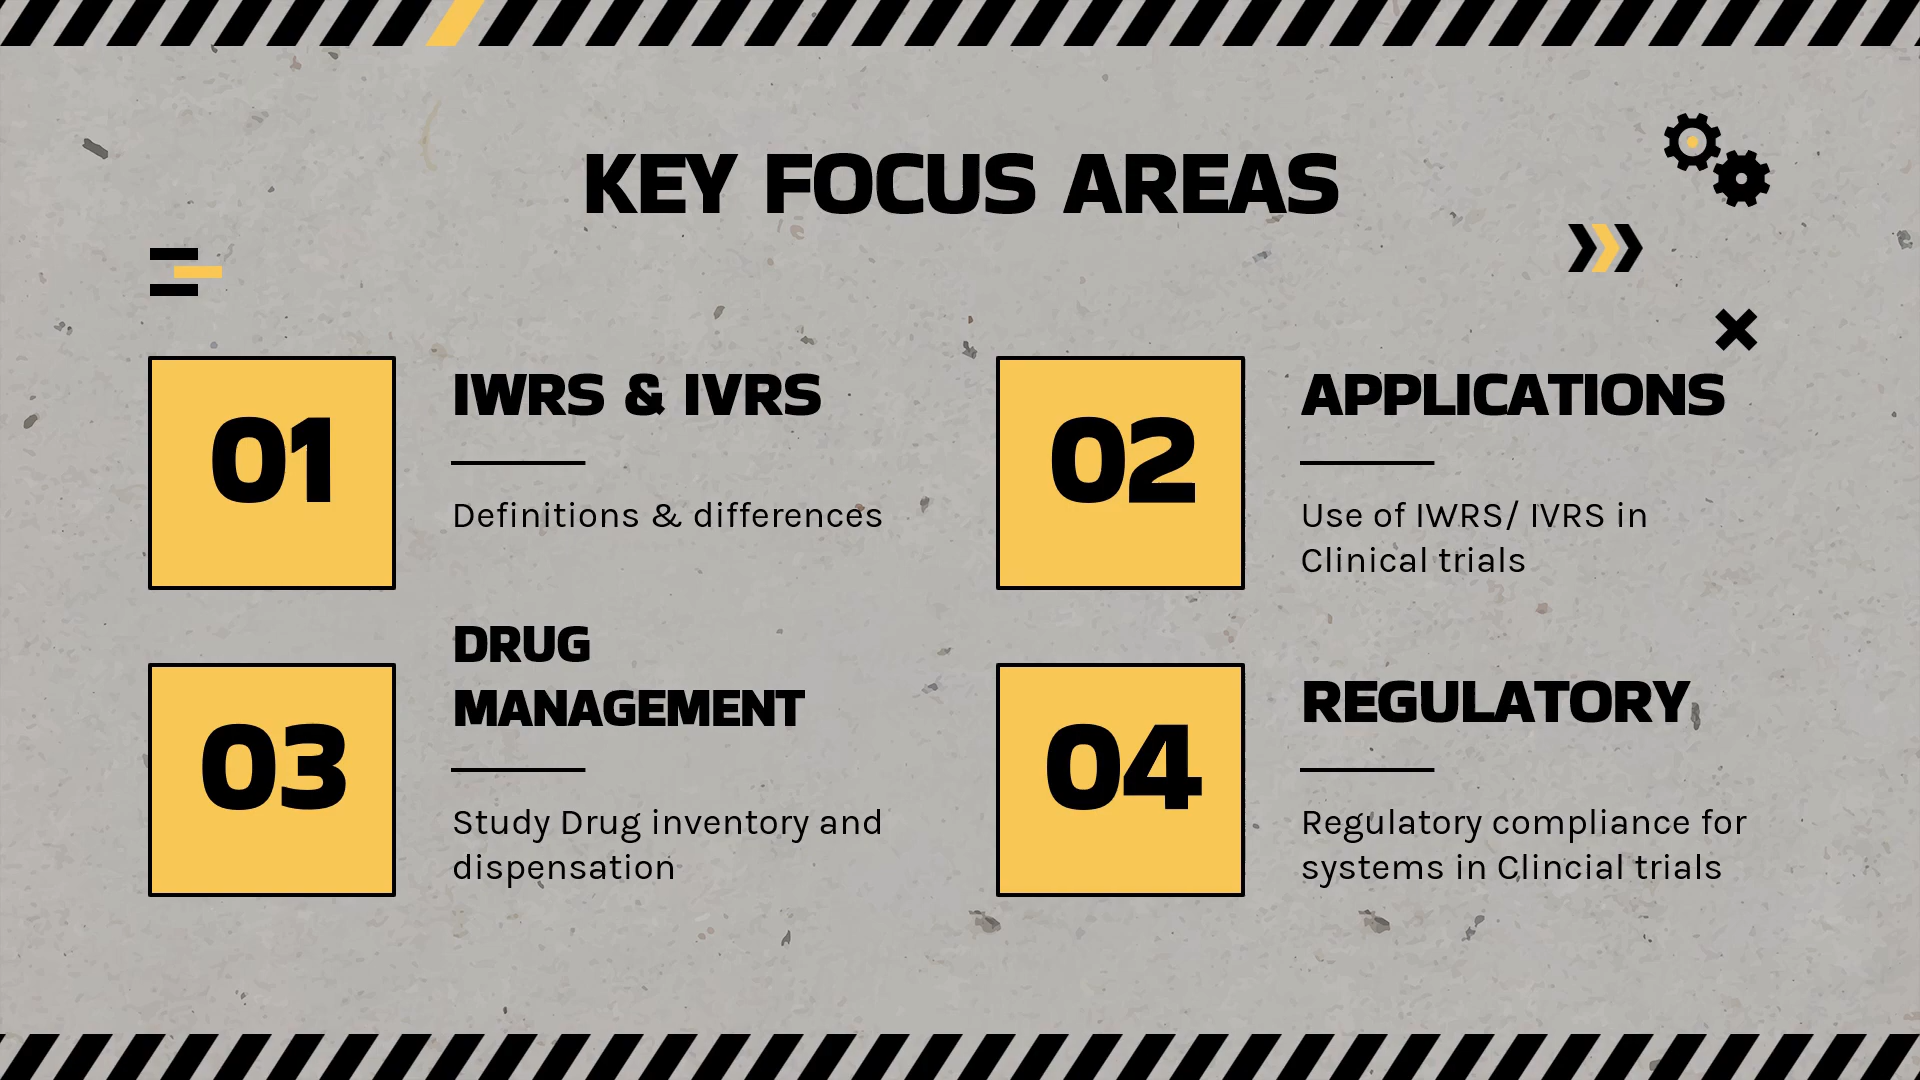 KEY FOCUS AREAS
01
IWRS & IVRS
Definitions & differences
02
APPLICATIONS
Use of IWRS/ IVRS in
Clinical trials
03
DRUG
MANAGEMENT
Study Drug inventory and
dispensation
04
REGULATORY
Regulatory compliance for
systems in Clincial trials